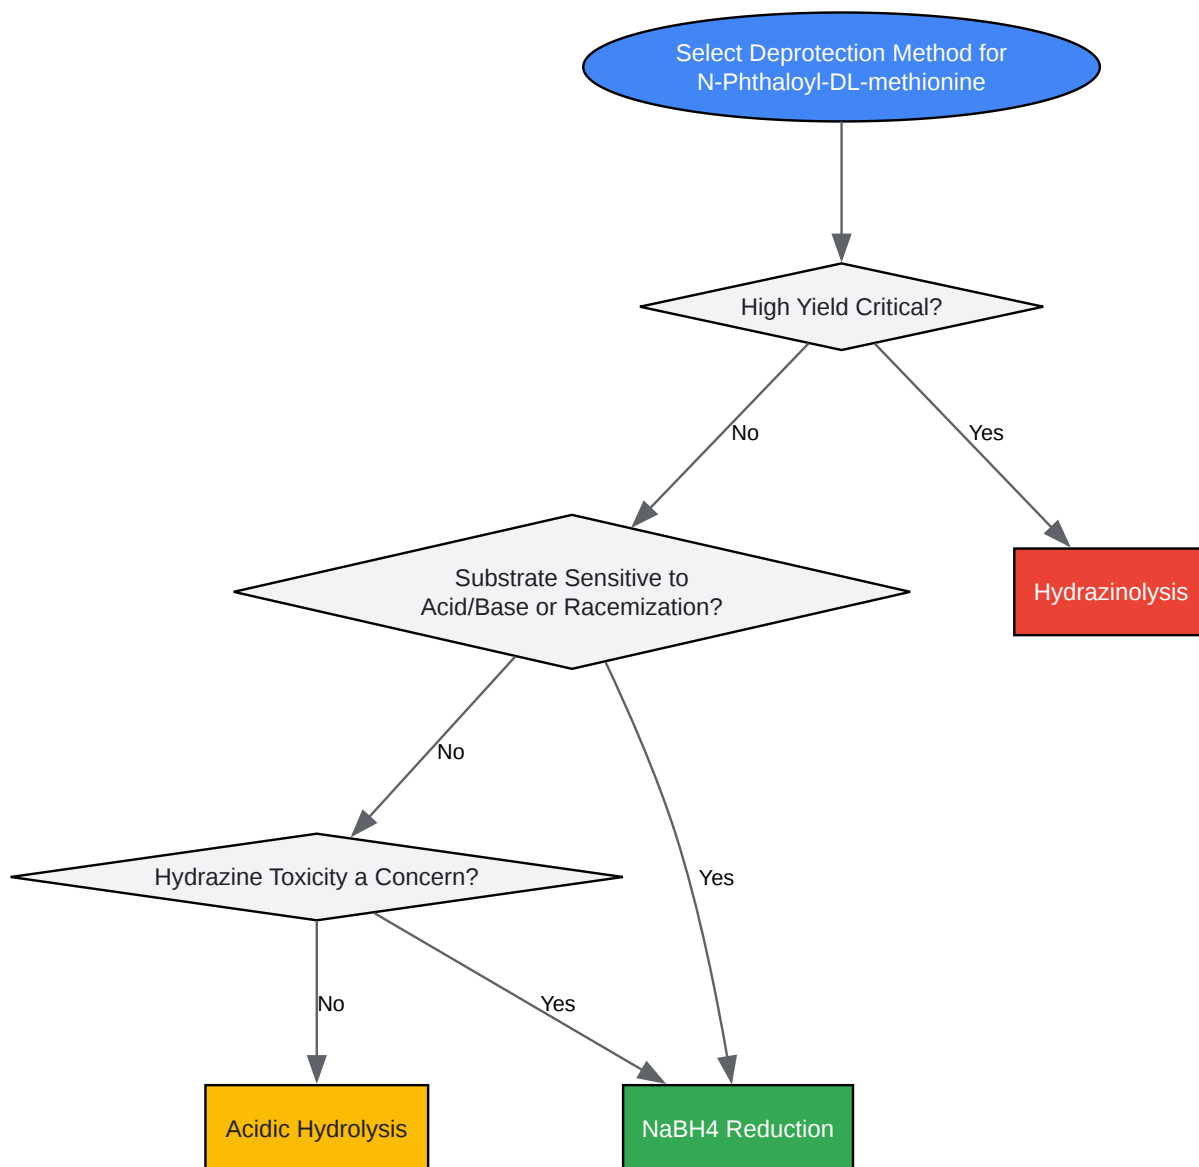 Select Deprotection Method for
N-Phthaloyl-DL-methionine
High Yield Critical?
No
Yes
Substrate Sensitive to
Acid/Base or Racemization?
Hydrazinolysis
No
Yes
Hydrazine Toxicity a Concern?
No
Yes
Acidic Hydrolysis
NaBH4 Reduction